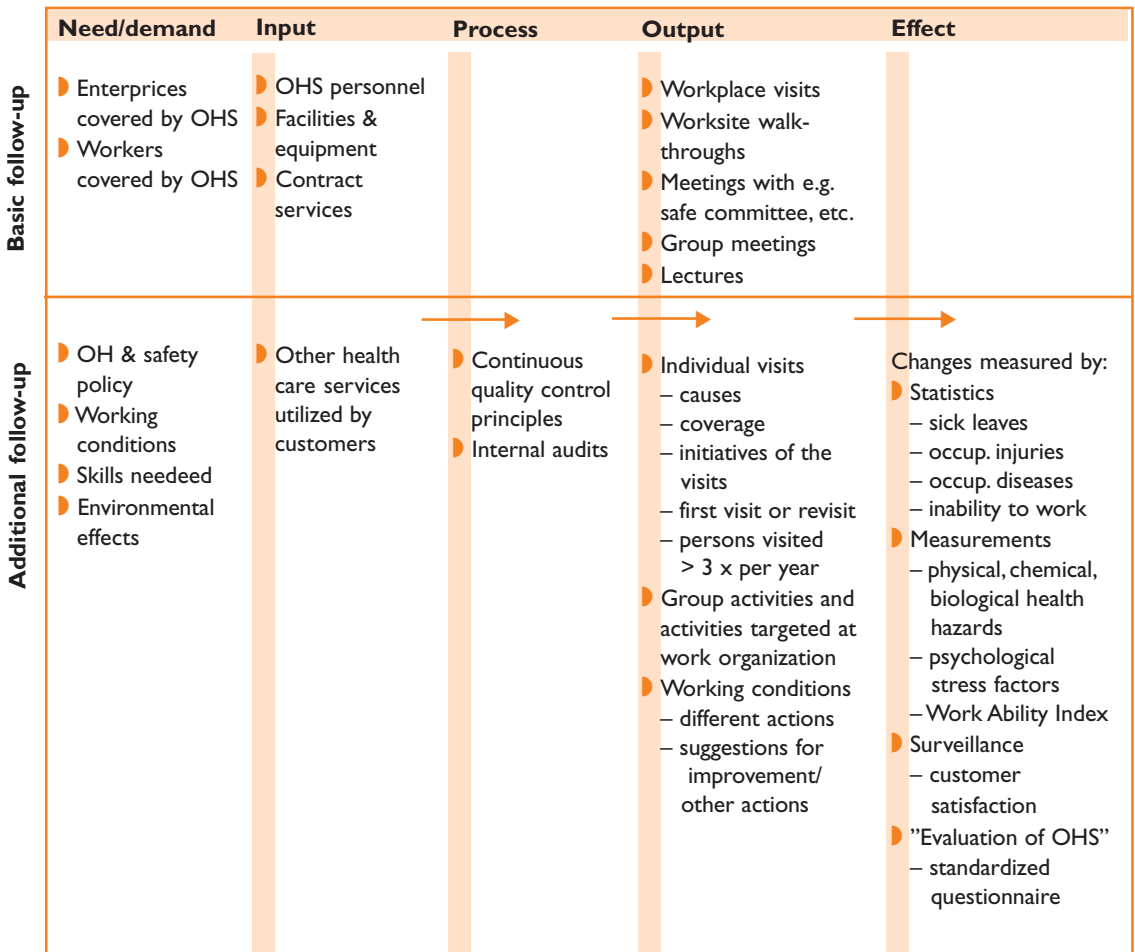 Need/demand
Input
Process
Output
Effect
Basic follow-up
Enterprices
covered by OHS
Workers
covered by OHS
OHS personnel
Facilities &
equipment
Contract
services
Workplace visits
Worksite walk-
throughs
Meetings with e.g.
safe committee, etc.
Group meetings
Lectures
Additional follow-up
OH & safety
policy
Working
conditions
Skills needeed
Environmental
effects
Other health
care services
utilized by
customers
Continuous
quality control
principles
Internal audits
Individual visits
– causes
– coverage
– initiatives of the
visits
– first visit or revisit
– persons visited
> 3 x per year
Group activities and
activities targeted at
work organization
Working conditions
– different actions
– suggestions for
improvement/
other actions
Changes measured by:
Statistics
– sick leaves
– occup. injuries
– occup. diseases
– inability to work
Measurements
– physical, chemical,
biological health
hazards
– psychological
stress factors
– Work Ability Index
Surveillance
– customer
satisfaction
”Evaluation of OHS”
– standardized
questionnaire